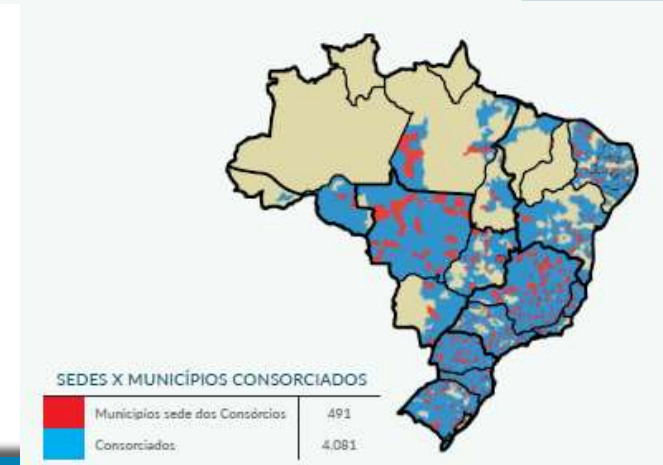 SEDES X MUNICÍPIOS CONSORCIADOS
Municípios sede dos Consórcios 491
Consorciados 4.081